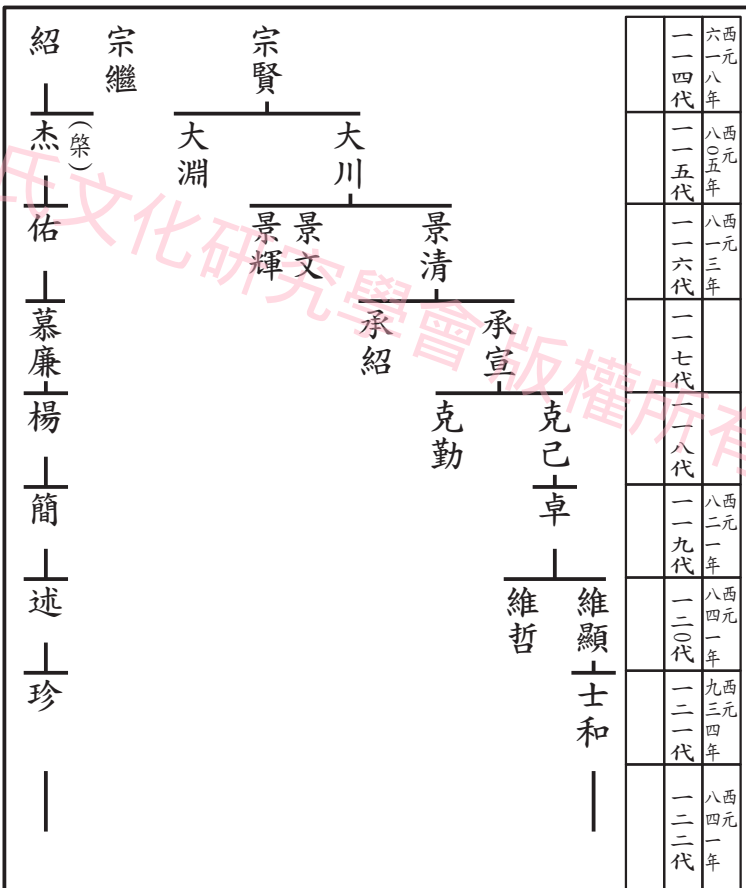 西元六一八年
一一四代
宗賢
宗繼
紹
西元八〇五年
一一五代
大川
大淵
杰(棨)
西元八一三年
一一六代
景清
景文
景輝
佑
一一七代
承宣
承紹
慕廉
一一八代
克己
克勤
楊
西元八二一年
一一九代
卓
簡
西元八四一年
一二〇代
維顯
維哲
述
西元九三四年
一二一代
士和
珍
西元八四一年
一二二代
氏文化研究學會 版權所有